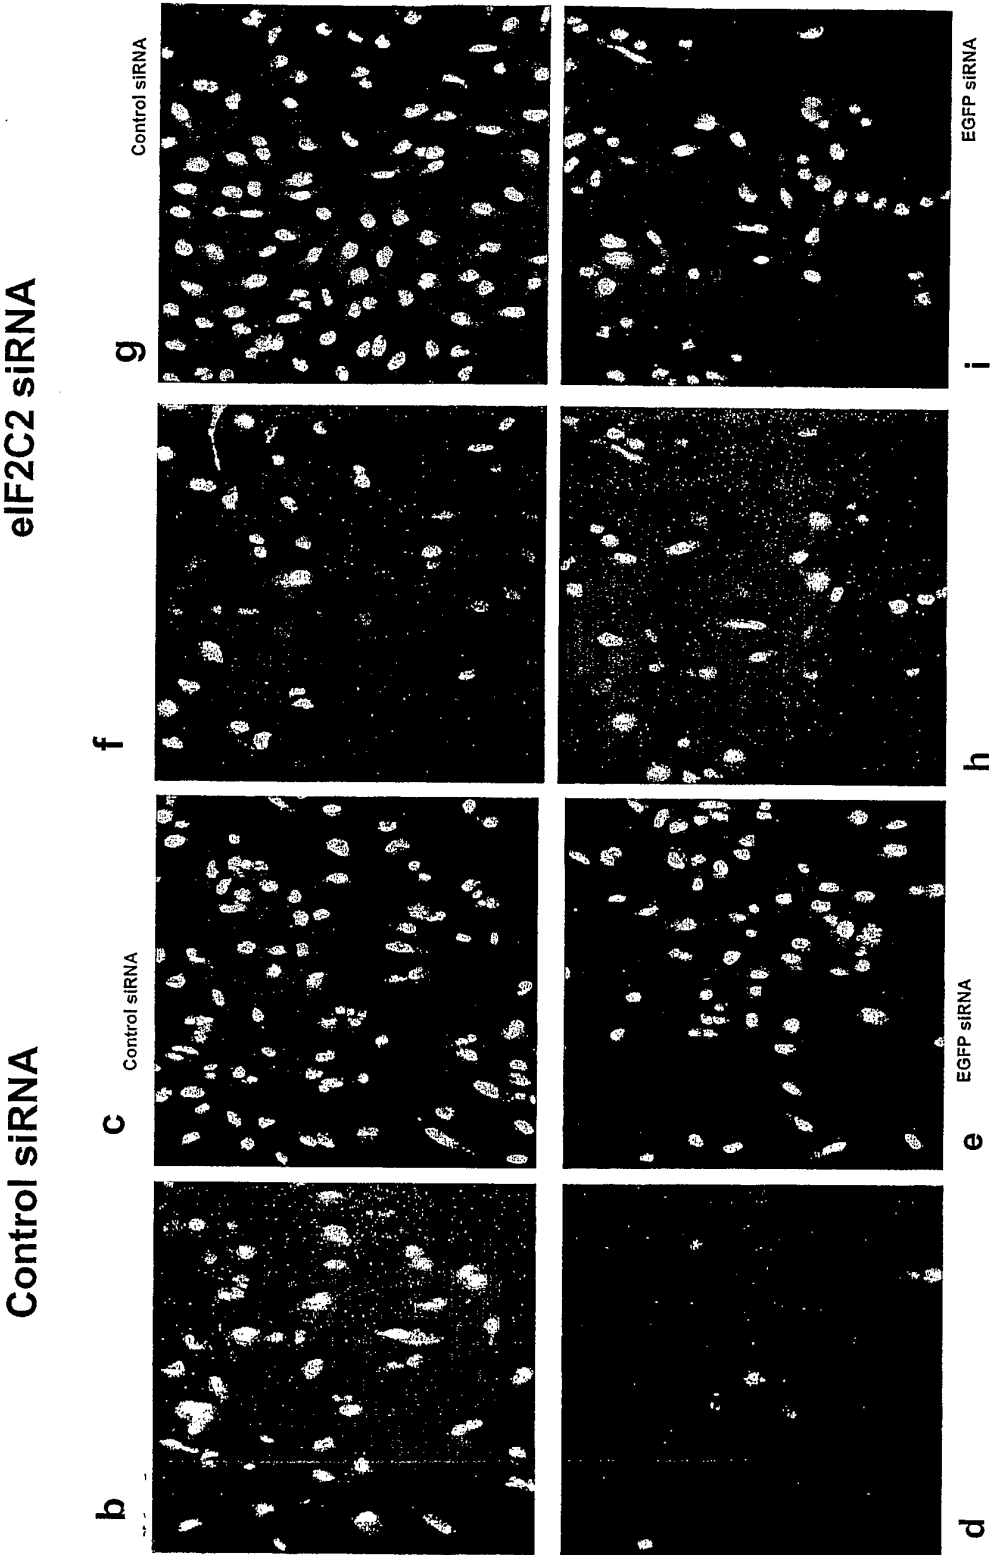 Control siRNA
eIF2C2 siRNA
b
c
Control siRNA
f
g
Control siRNA
d
e
EGFP siRNA
h
i
EGFP siRNA